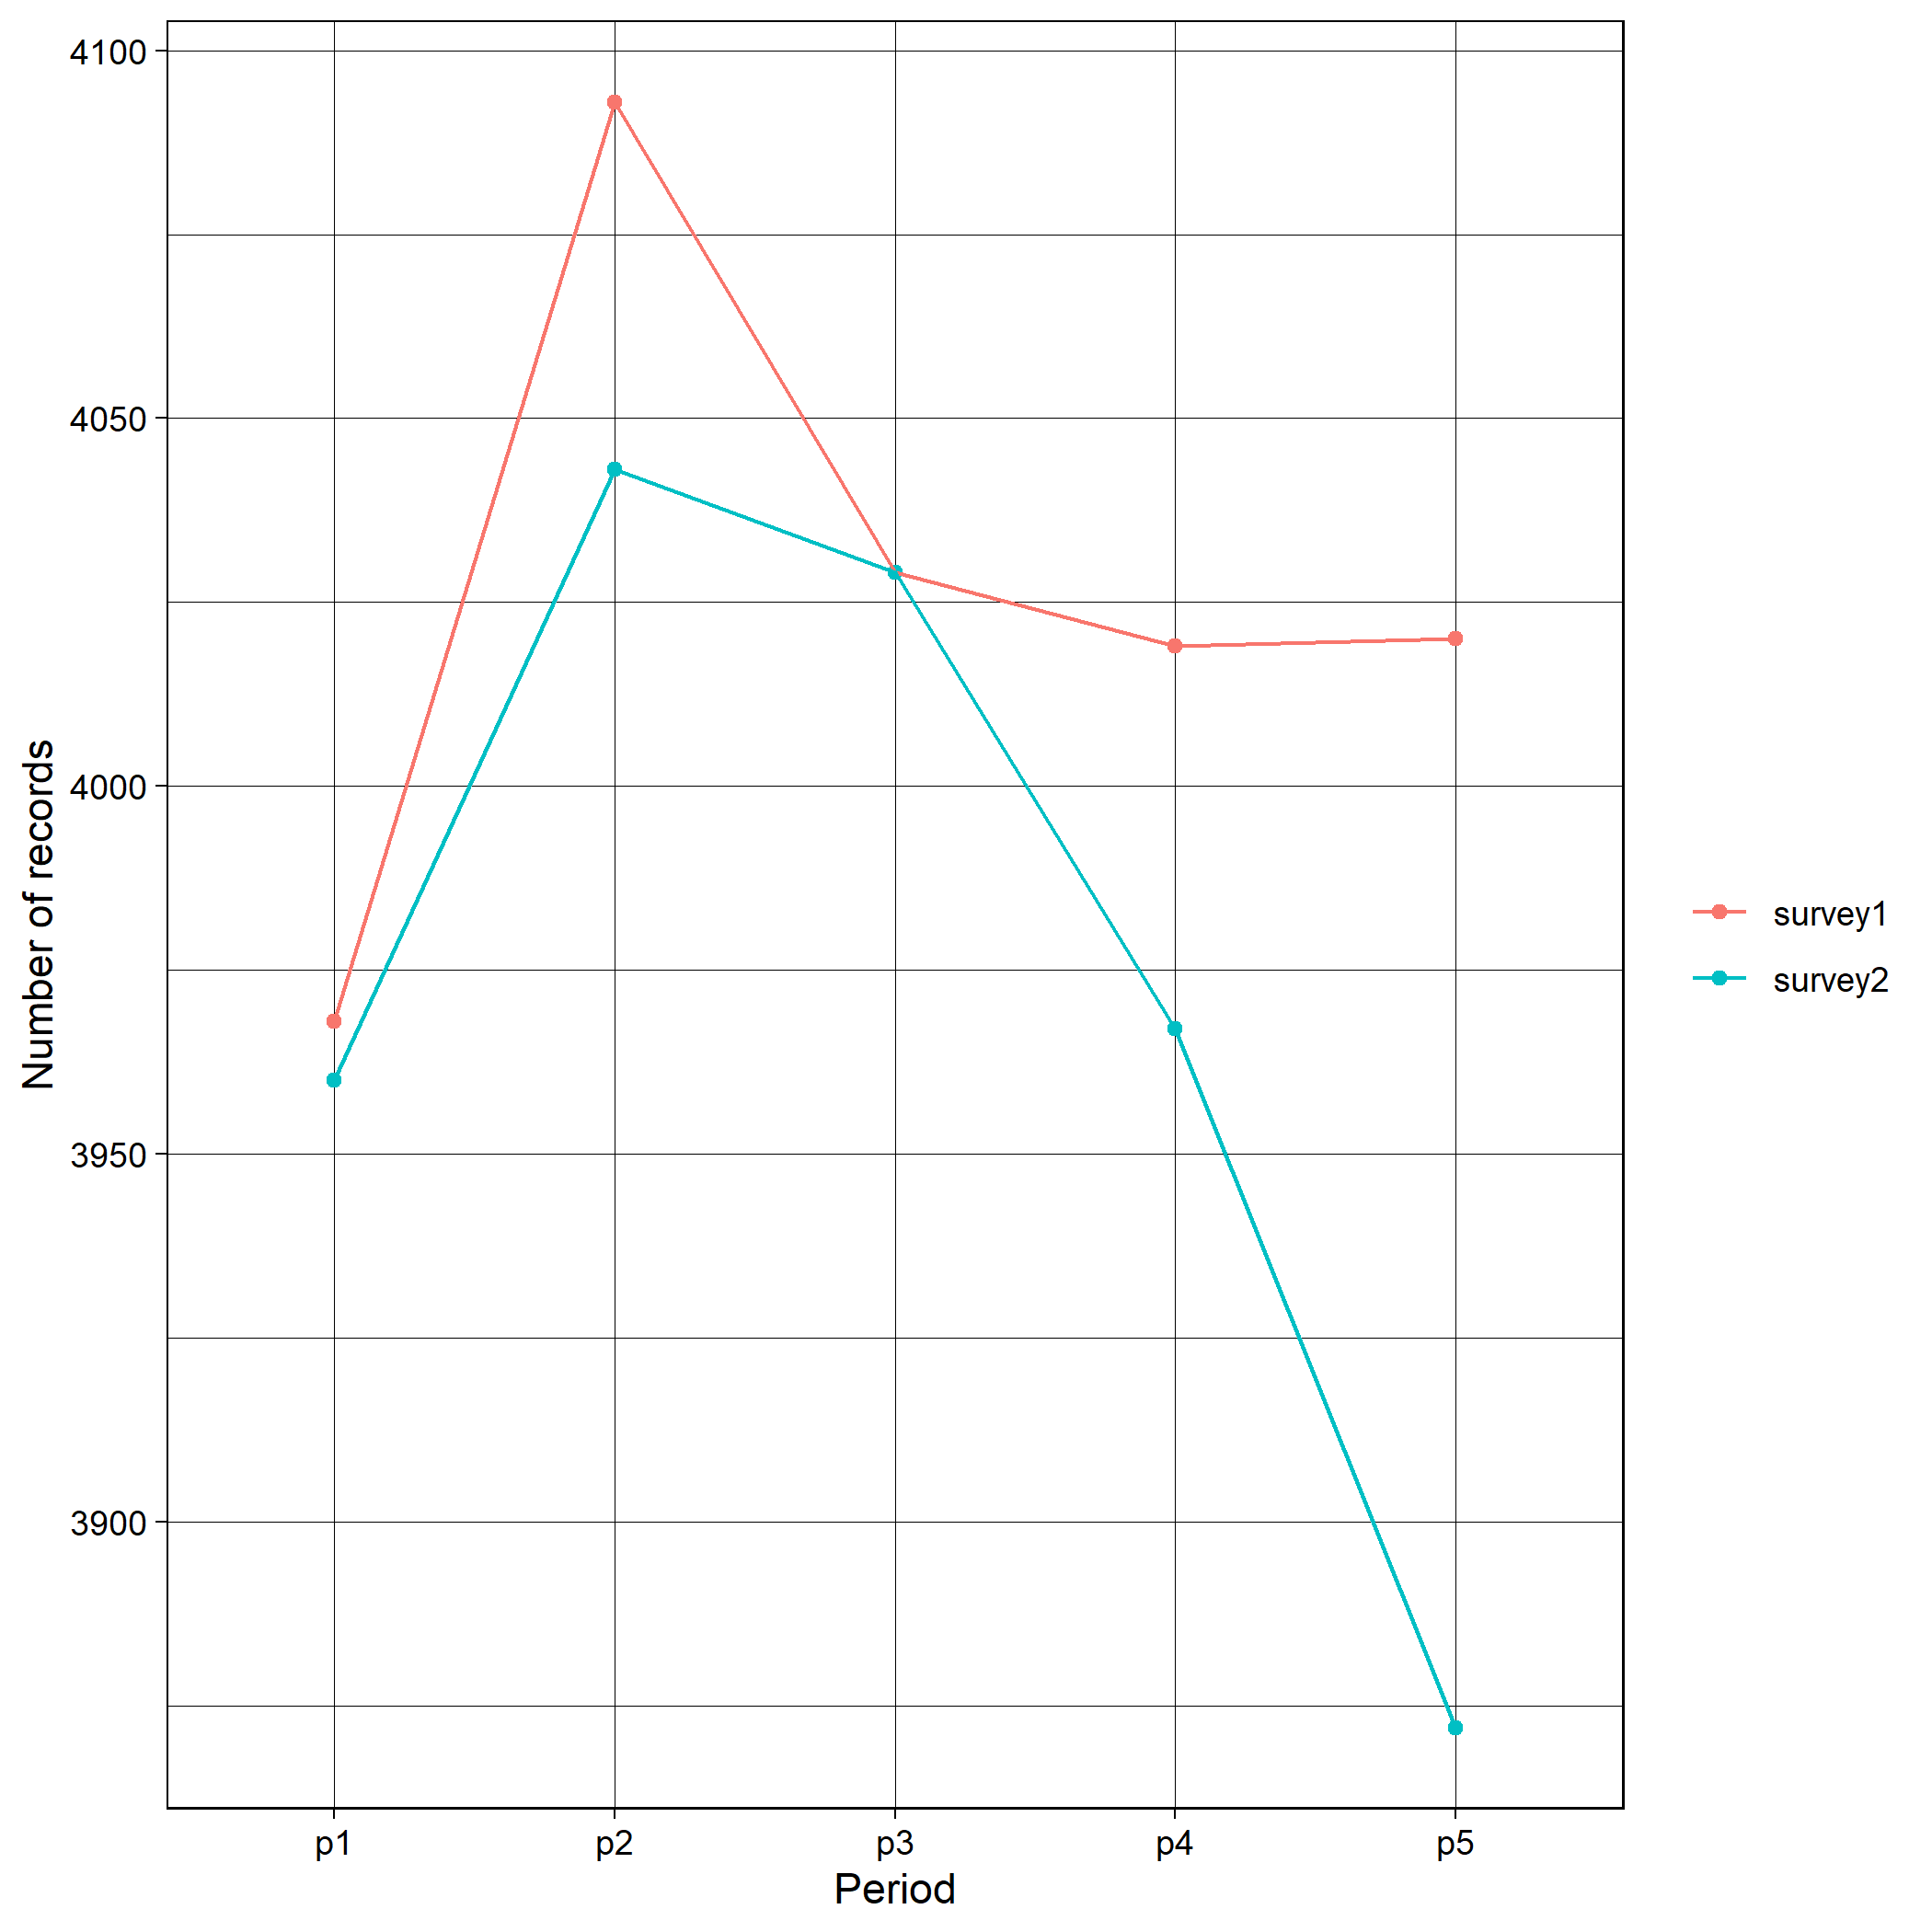 Number of records
4100
4050
4000
3950
3900
p1 p2 p3 p4 p5
Period
survey1
survey2